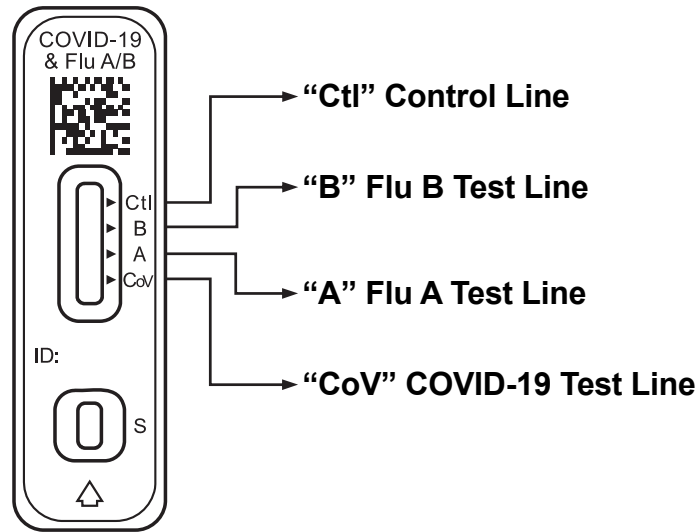 COVID-19
& Flu A/B
Ctl
B
A
CoV
ID:
S
“Ctl” Control Line
“B” Flu B Test Line
“A” Flu A Test Line
“CoV” COVID-19 Test Line